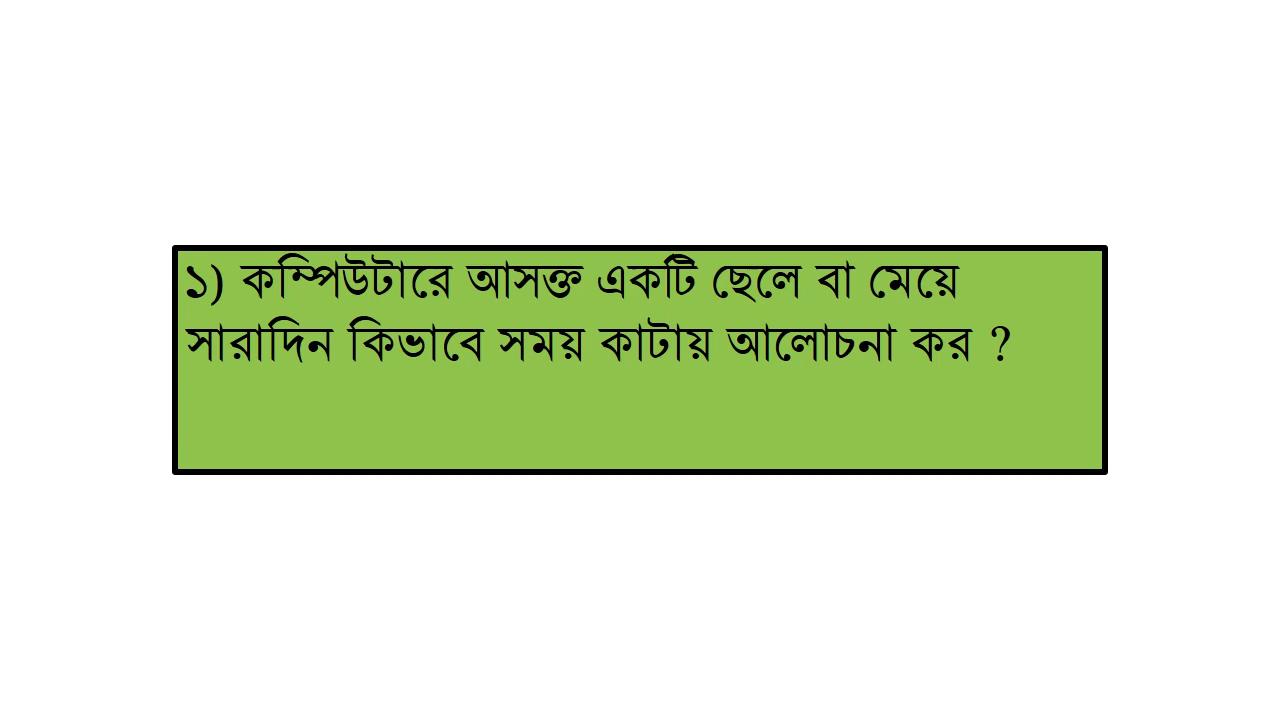 ১) কম্পিউটারে আসক্ত একটি ছেলে বা মেয়ে
সারাদিন কিভাবে সময় কাটায় আলোচনা কর ?